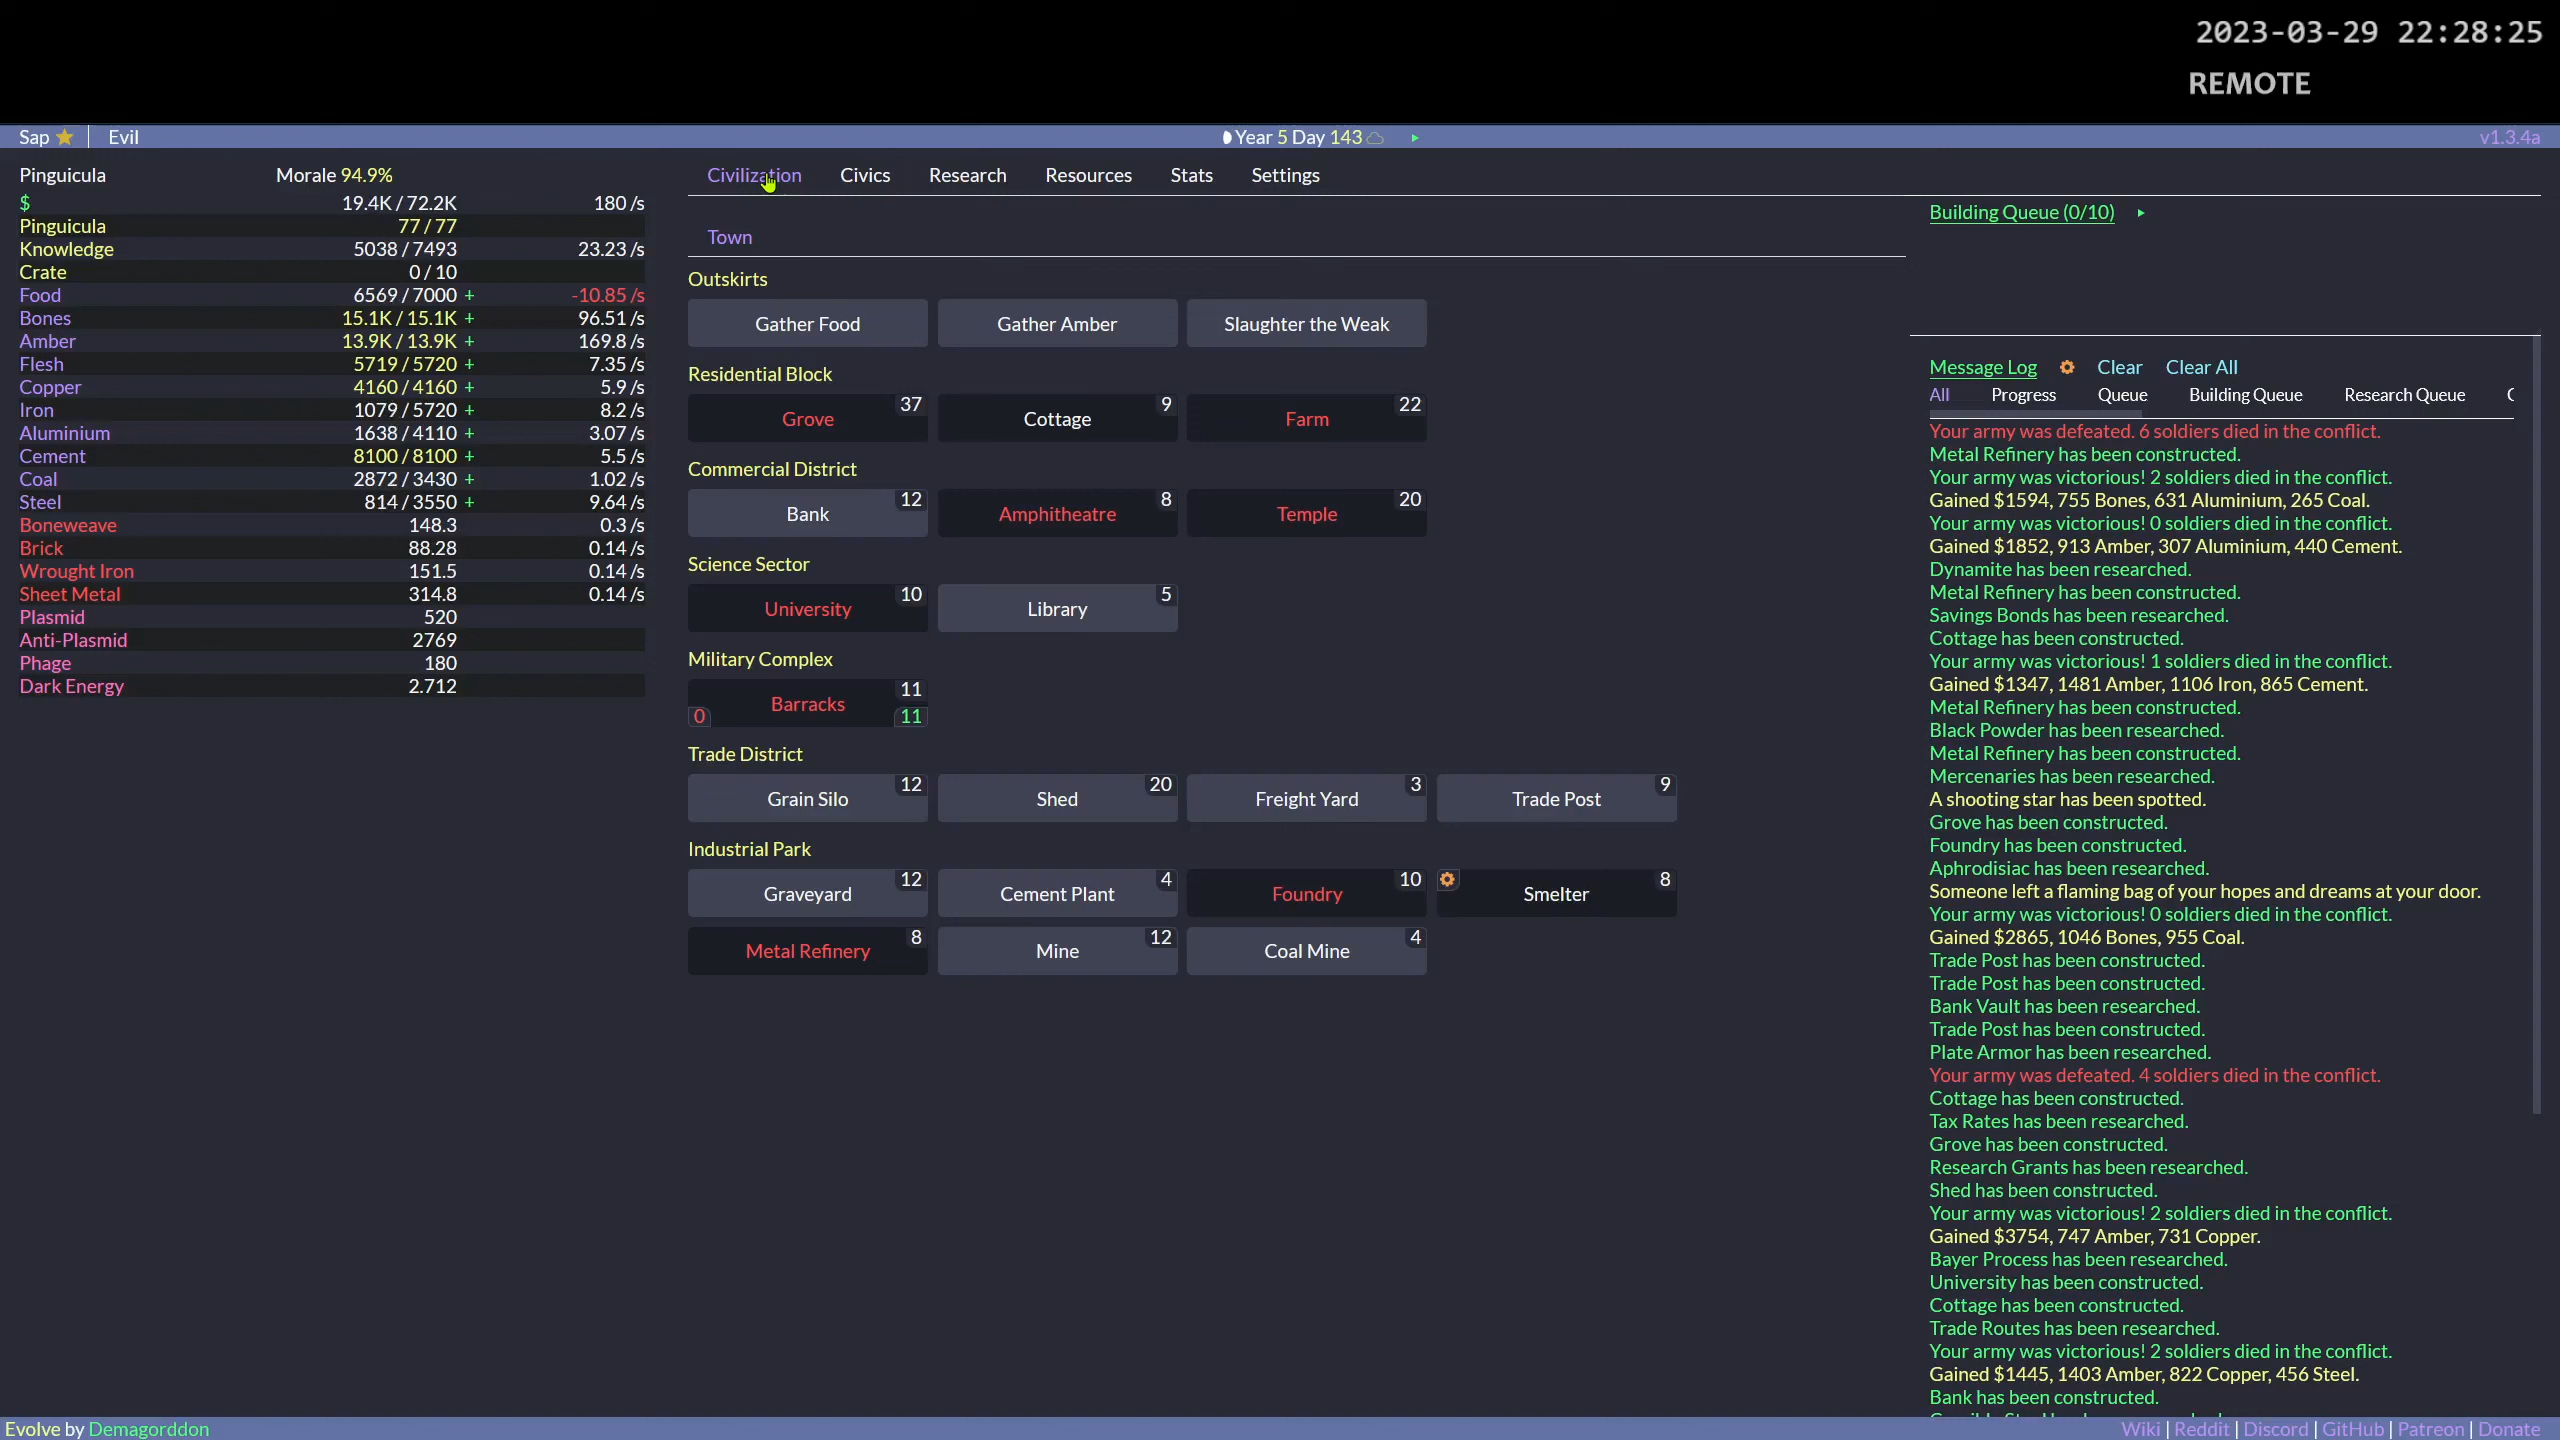 2023-03-29 22:28:25
REMOTE
Sap | Evil
Year 5 Day 143
v1.3.4a
Pinguicula Morale 94.9%
$ 19.4K / 72.2K 180 /s
Pinguicula 77 / 77
Knowledge 5038 / 7493 23.23 /s
Crate 0 / 10
Food 6569 / 7000 + -10.85 /s
Bones 15.1K / 15.1K + 96.51 /s
Amber 13.9K / 13.9K + 169.8 /s
Flesh 5719 / 5720 + 7.35 /s
Copper 4160 / 4160 + 5.9 /s
Iron 1079 / 5720 + 8.2 /s
Aluminium 1638 / 4110 + 3.07 /s
Cement 8100 / 8100 + 5.5 /s
Coal 2872 / 3430 + 1.02 /s
Steel 814 / 3550 + 9.64 /s
Boneweave 148.3 0.3 /s
Brick 88.28 0.14 /s
Wrought Iron 151.5 0.14 /s
Sheet Metal 314.8 0.14 /s
Plasmid 520
Anti-Plasmid 2769
Phage 180
Dark Energy 2.712
Civilization Civics Research Resources Stats Settings
Town
Outskirts
Gather Food Gather Amber Slaughter the Weak
Residential Block
Grove 37 Cottage 9 Farm 22
Commercial District
Bank 12 Amphitheatre 8 Temple 20
Science Sector
University 10 Library 5
Military Complex
Barracks 11
0 11
Trade District
Grain Silo 12 Shed 20 Freight Yard 3 Trade Post 9
Industrial Park
Graveyard 12 Cement Plant 4 Foundry 10 Smelter 8
Metal Refinery 8 Mine 12 Coal Mine 4
Building Queue (0/10)
Message Log Clear Clear All
All Progress Queue Building Queue Research Queue
Your army was defeated. 6 soldiers died in the conflict.
Metal Refinery has been constructed.
Your army was victorious! 2 soldiers died in the conflict.
Gained $1594, 755 Bones, 631 Aluminium, 265 Coal.
Your army was victorious! 0 soldiers died in the conflict.
Gained $1852, 913 Amber, 307 Aluminium, 440 Cement.
Dynamite has been researched.
Metal Refinery has been constructed.
Savings Bonds has been researched.
Cottage has been constructed.
Your army was victorious! 1 soldiers died in the conflict.
Gained $1347, 1481 Amber, 1106 Iron, 865 Cement.
Metal Refinery has been constructed.
Black Powder has been researched.
Metal Refinery has been constructed.
Mercenaries has been researched.
A shooting star has been spotted.
Grove has been constructed.
Foundry has been constructed.
Aphrodisiac has been researched.
Someone left a flaming bag of your hopes and dreams at your door.
Your army was victorious! 0 soldiers died in the conflict.
Gained $2865, 1046 Bones, 955 Coal.
Trade Post has been constructed.
Trade Post has been constructed.
Bank Vault has been researched.
Trade Post has been constructed.
Plate Armor has been researched.
Your army was defeated. 4 soldiers died in the conflict.
Cottage has been constructed.
Tax Rates has been researched.
Grove has been constructed.
Research Grants has been researched.
Shed has been constructed.
Your army was victorious! 2 soldiers died in the conflict.
Gained $3754, 747 Amber, 731 Copper.
Bayer Process has been researched.
University has been constructed.
Cottage has been constructed.
Trade Routes has been researched.
Your army was victorious! 2 soldiers died in the conflict.
Gained $1445, 1403 Amber, 822 Copper, 456 Steel.
Bank has been constructed.
Evolve by Demagorddon
Wiki | Reddit | Discord | GitHub | Patreon | Donate